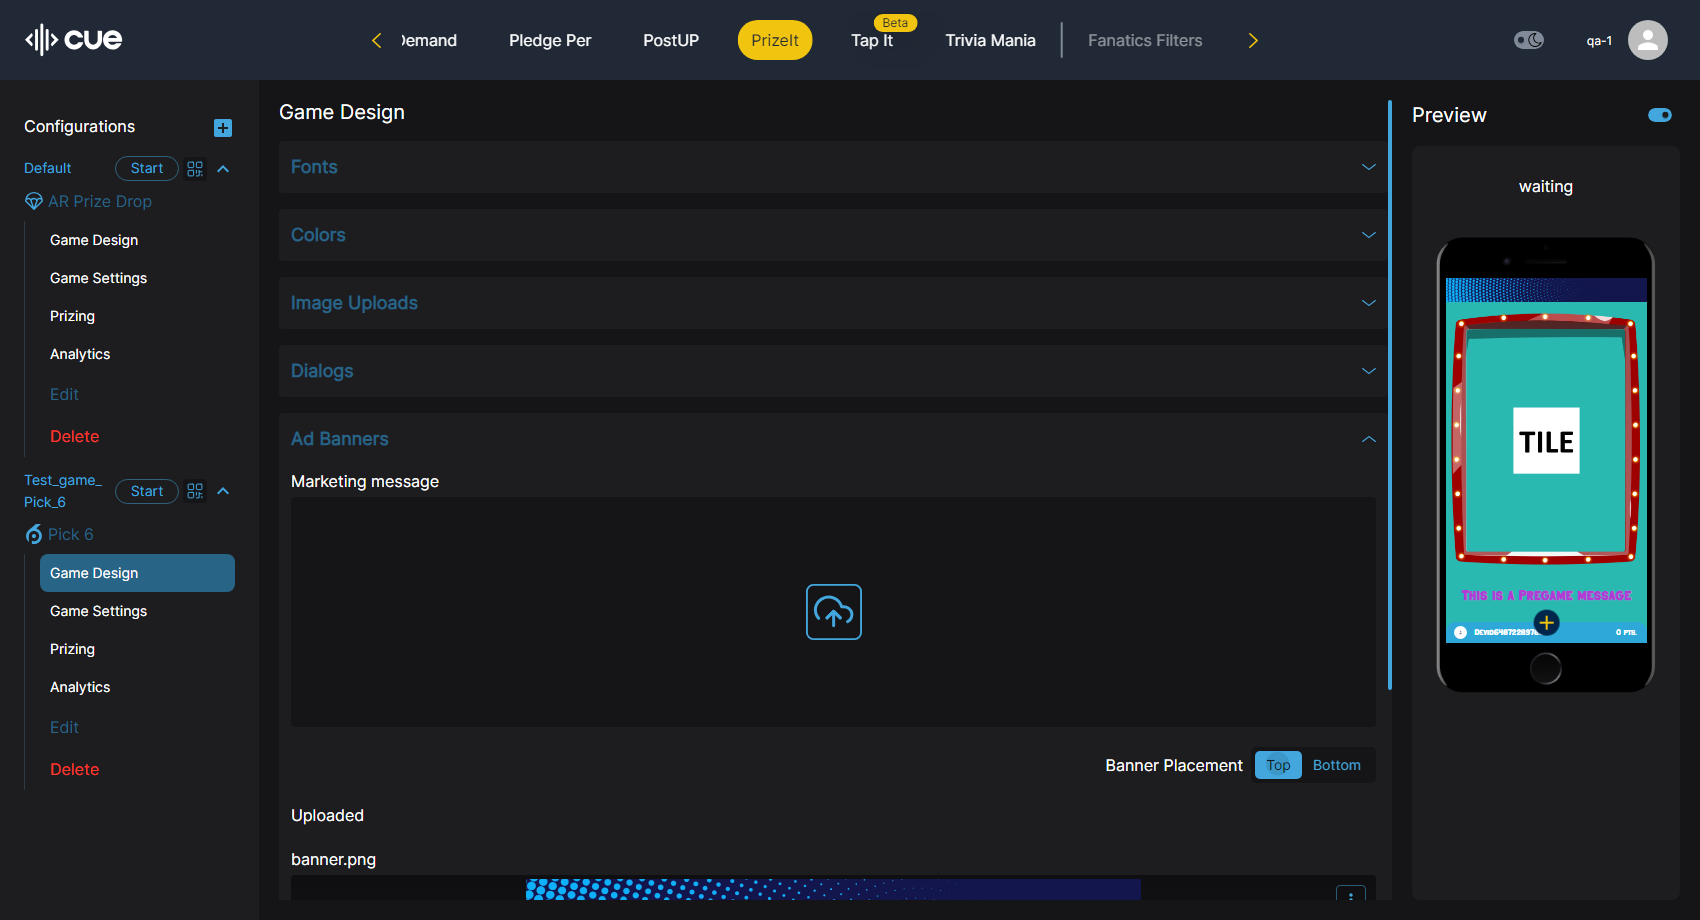 cue
Demand
Pledge Per
PostUP
PrizeIt
Beta
Tap It
Trivia Mania
Fanatics Filters
qa-1
Configurations
Default
Start
AR Prize Drop
Game Design
Game Settings
Prizing
Analytics
Edit
Delete
Test_game_
Pick_6
Start
Pick 6
Game Design
Game Settings
Prizing
Analytics
Edit
Delete
Game Design
Fonts
Colors
Image Uploads
Dialogs
Ad Banners
Marketing message
Banner Placement
Top
Bottom
Uploaded
banner.png
Preview
waiting
TILE
This is a Pregame message
0 pts.